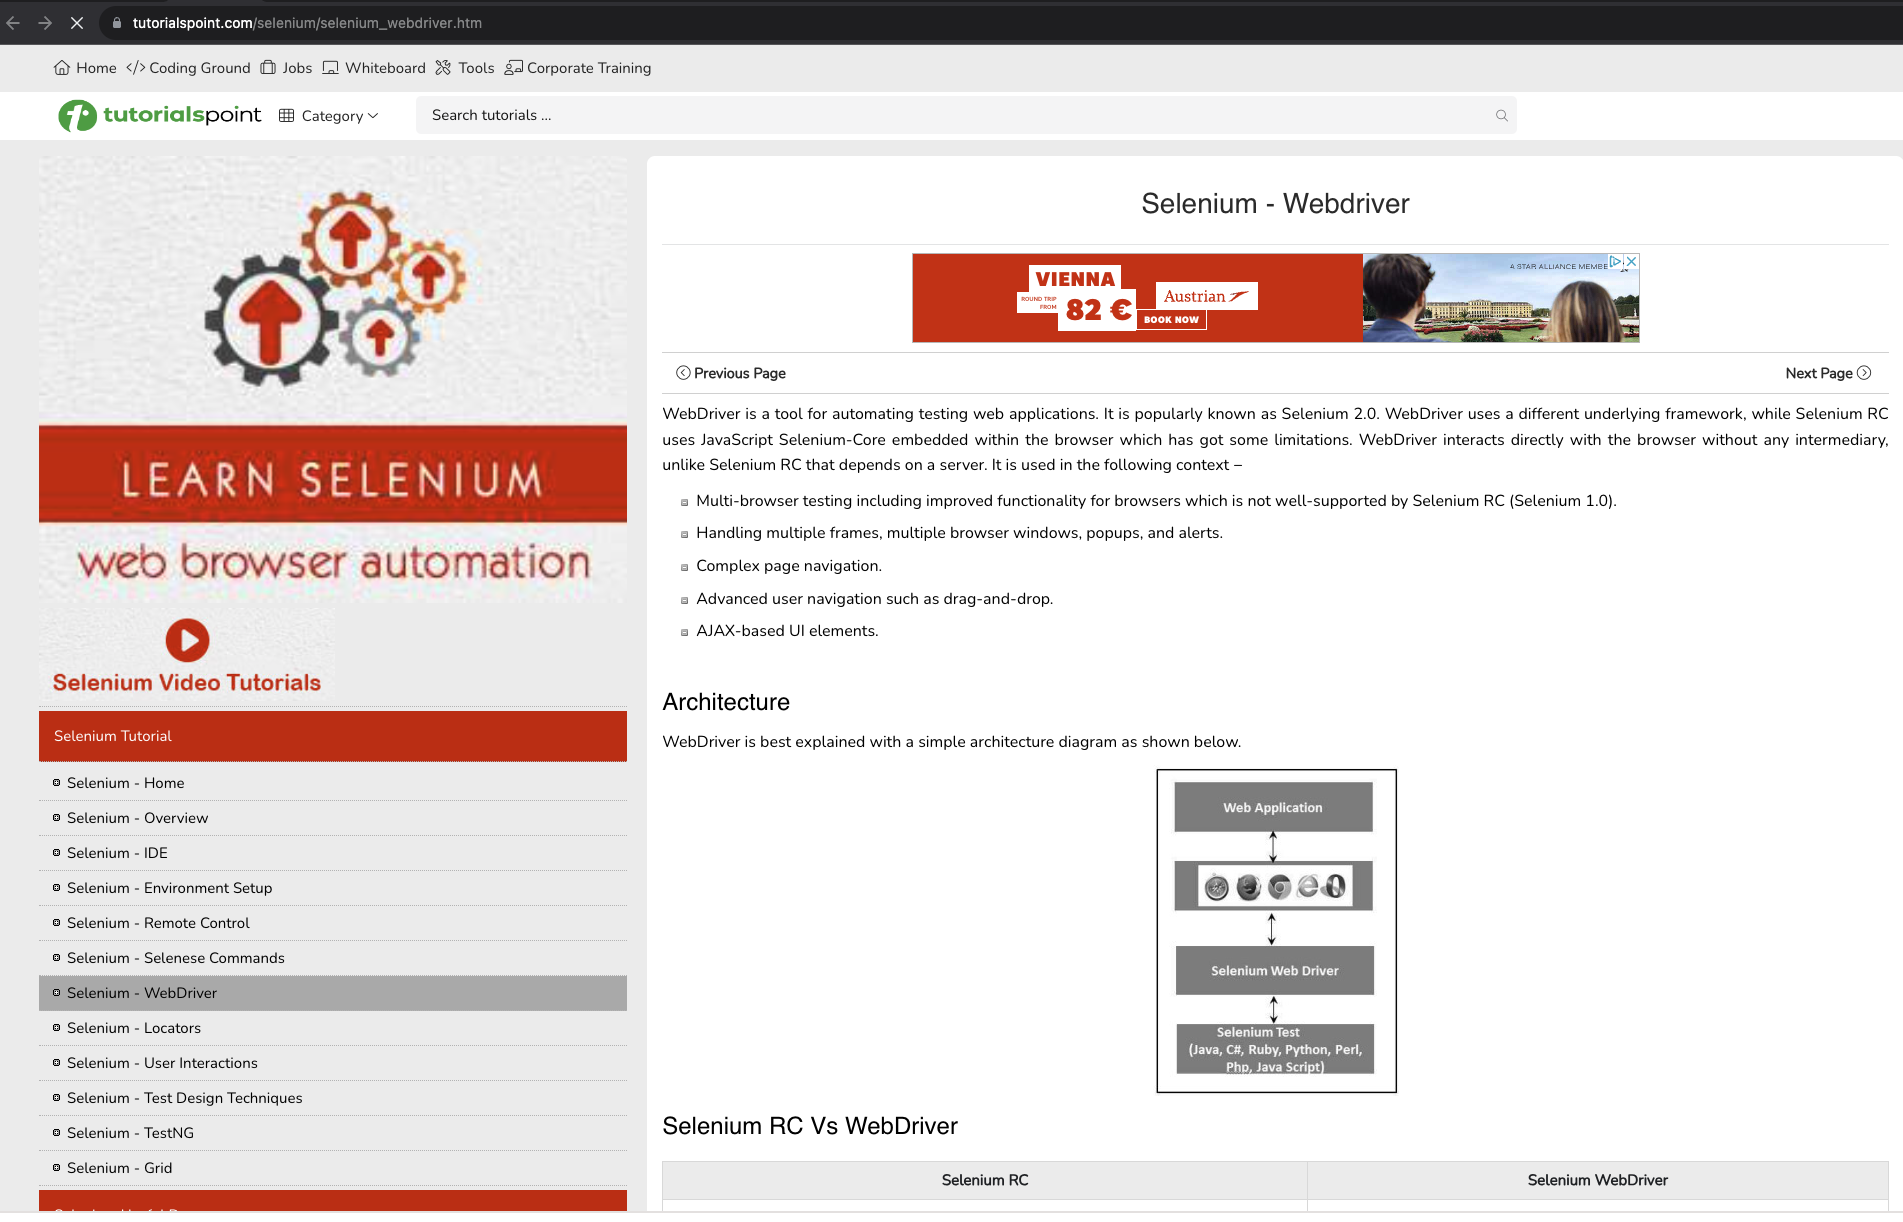 tutorialspoint.com/selenium/selenium_webdriver.htm
Home </> Coding Ground Jobs Whiteboard Tools Corporate Training
tutorialspoint Category Search tutorials ...
LEARN SELENIUM
web browser automation
Selenium Video Tutorials
Selenium Tutorial
Selenium - Home
Selenium - Overview
Selenium - IDE
Selenium - Environment Setup
Selenium - Remote Control
Selenium - Selenese Commands
Selenium - WebDriver
Selenium - Locators
Selenium - User Interactions
Selenium - Test Design Techniques
Selenium - TestNG
Selenium - Grid
Selenium - Webdriver
VIENNA
ROUND TRIP
FROM
82 €
Austrian
BOOK NOW
A STAR ALLIANCE MEMBE
Previous Page
Next Page
WebDriver is a tool for automating testing web applications. It is popularly known as Selenium 2.0. WebDriver uses a different underlying framework, while Selenium RC
uses JavaScript Selenium-Core embedded within the browser which has got some limitations. WebDriver interacts directly with the browser without any intermediary,
unlike Selenium RC that depends on a server. It is used in the following context –
Multi-browser testing including improved functionality for browsers which is not well-supported by Selenium RC (Selenium 1.0).
Handling multiple frames, multiple browser windows, popups, and alerts.
Complex page navigation.
Advanced user navigation such as drag-and-drop.
AJAX-based UI elements.
Architecture
WebDriver is best explained with a simple architecture diagram as shown below.
Web Application
Selenium Web Driver
Selenium Test
(Java, C#, Ruby, Python, Perl,
Php, Java Script)
Selenium RC Vs WebDriver
Selenium RC
Selenium WebDriver